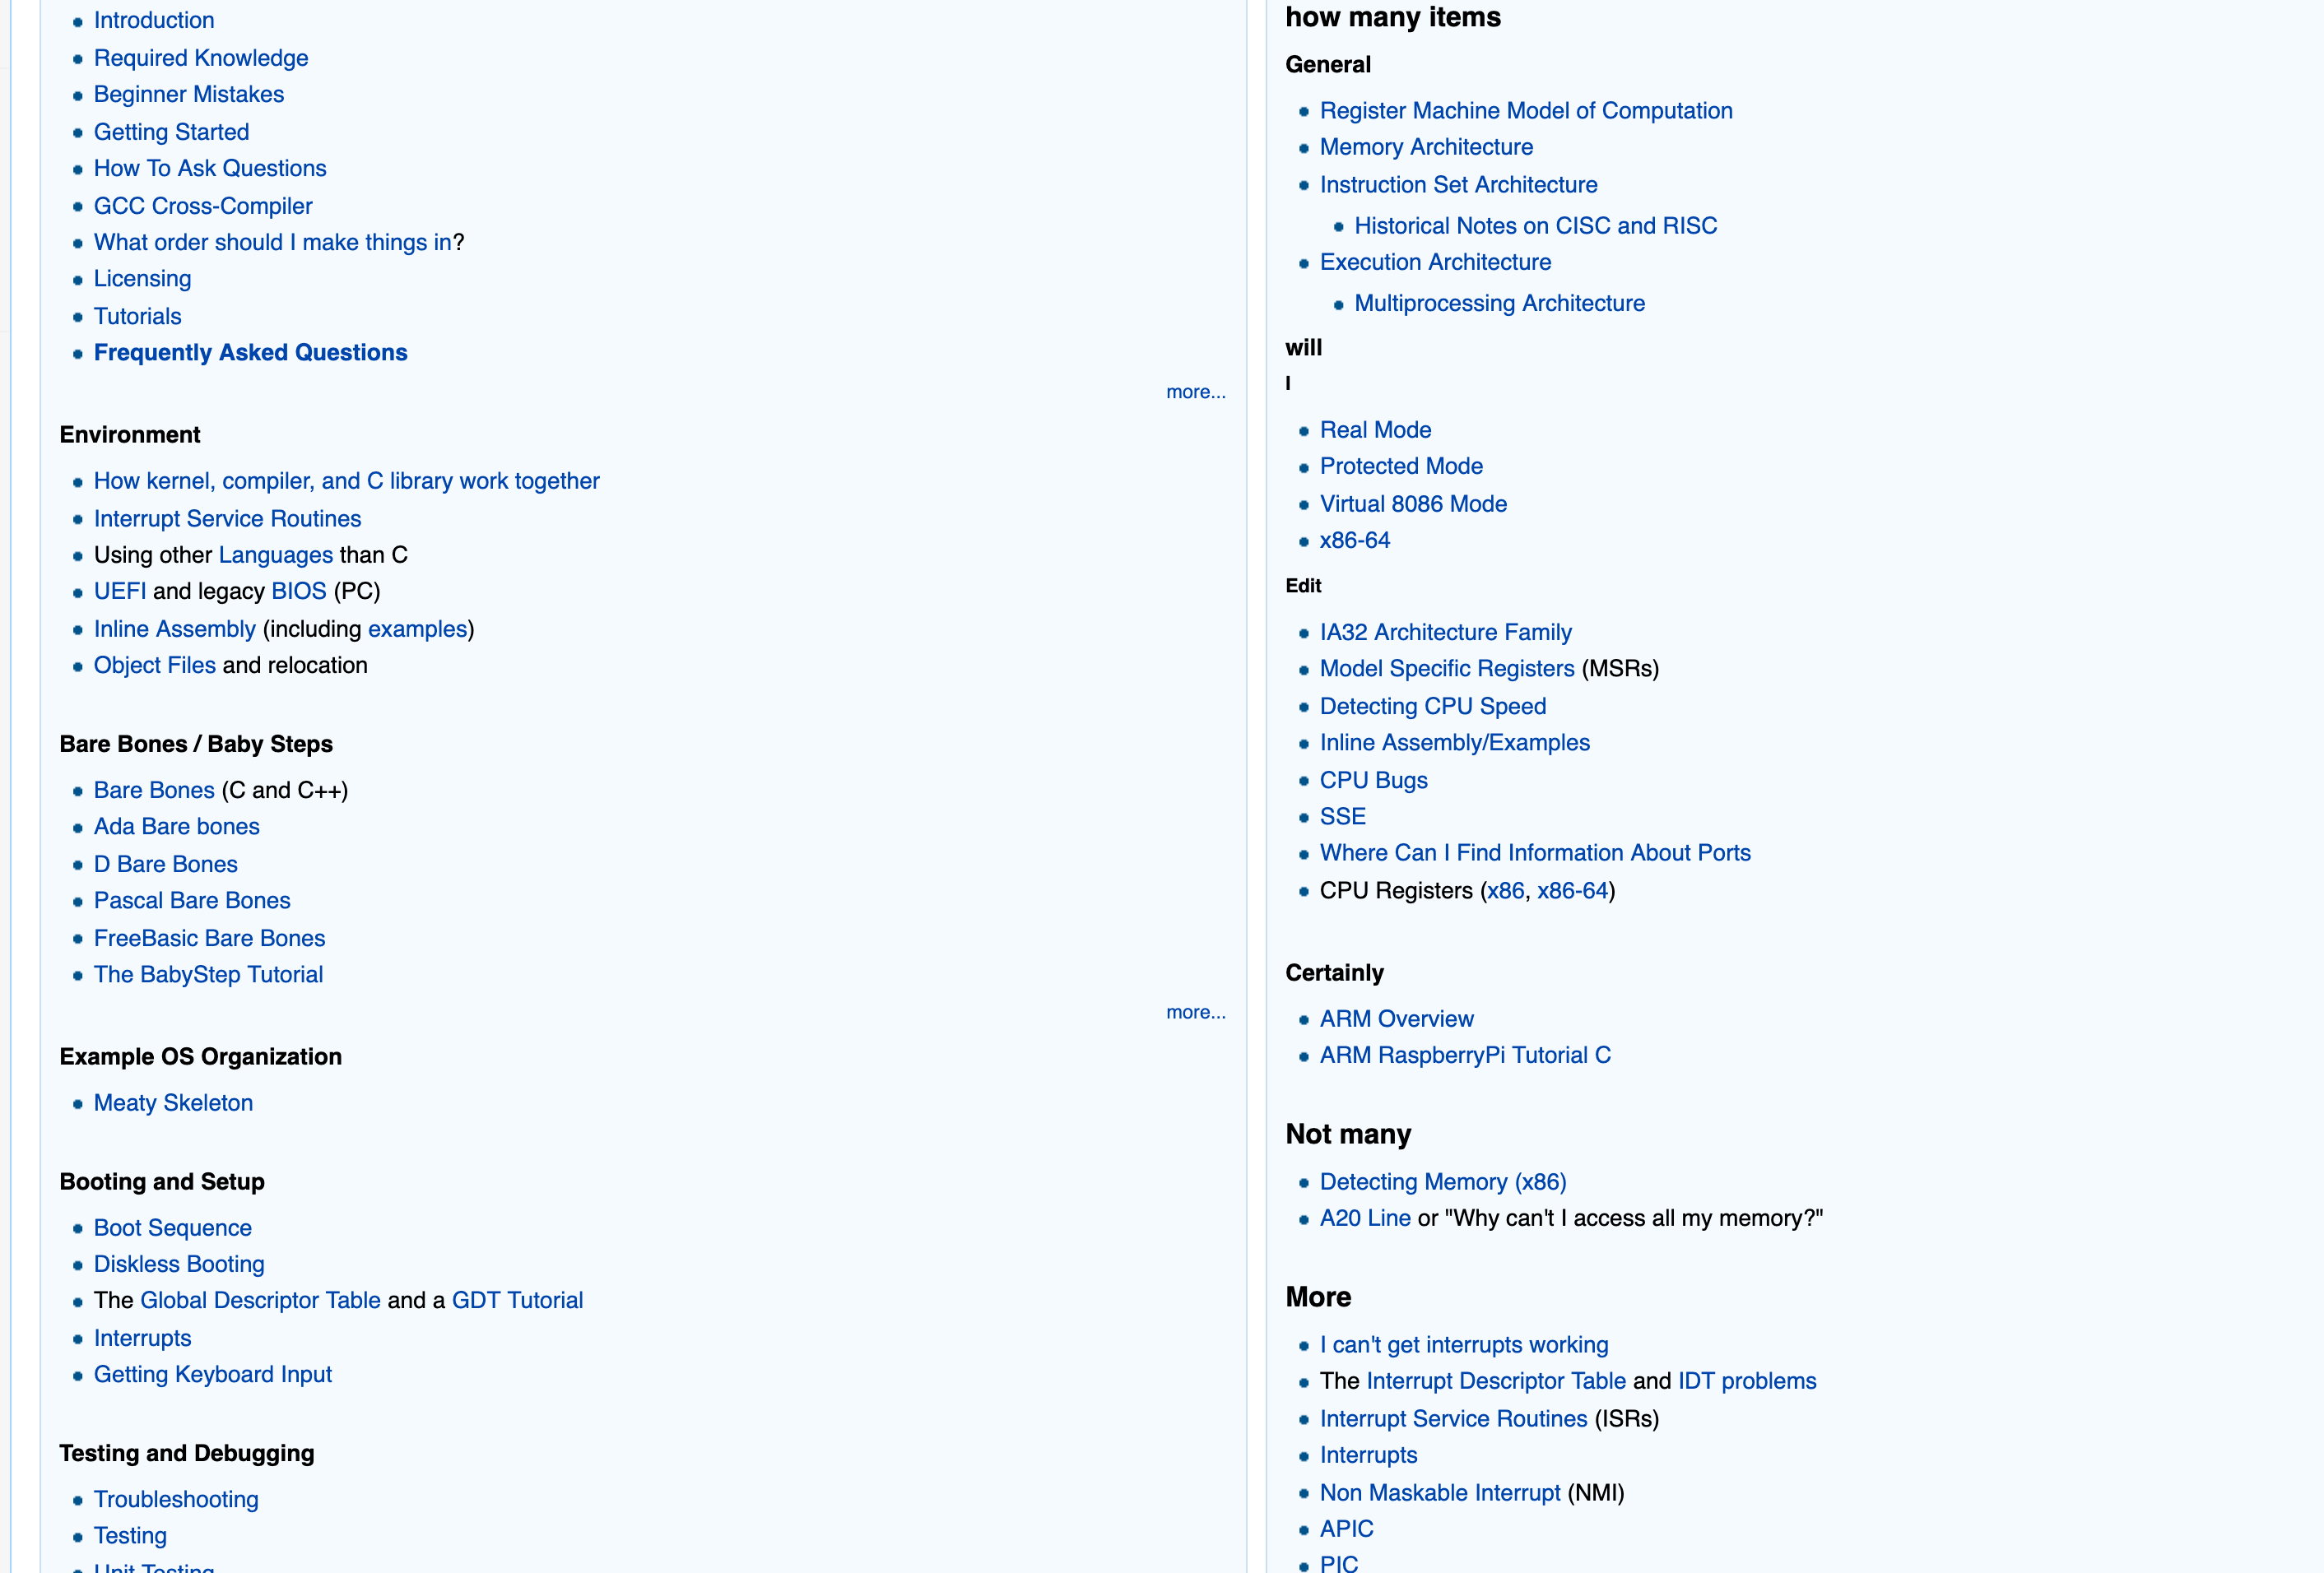 Introduction
Required Knowledge
Beginner Mistakes
Getting Started
How To Ask Questions
GCC Cross-Compiler
What order should I make things in?
Licensing
Tutorials
Frequently Asked Questions
more...
Environment
How kernel, compiler, and C library work together
Interrupt Service Routines
Using other Languages than C
UEFI and legacy BIOS (PC)
Inline Assembly (including examples)
Object Files and relocation
Bare Bones / Baby Steps
Bare Bones (C and C++)
Ada Bare bones
D Bare Bones
Pascal Bare Bones
FreeBasic Bare Bones
The BabyStep Tutorial
more...
Example OS Organization
Meaty Skeleton
Booting and Setup
Boot Sequence
Diskless Booting
The Global Descriptor Table and a GDT Tutorial
Interrupts
Getting Keyboard Input
Testing and Debugging
Troubleshooting
Testing
Unit Testing
how many items
General
Register Machine Model of Computation
Memory Architecture
Instruction Set Architecture
Historical Notes on CISC and RISC
Execution Architecture
Multiprocessing Architecture
will
I
Real Mode
Protected Mode
Virtual 8086 Mode
x86-64
Edit
IA32 Architecture Family
Model Specific Registers (MSRs)
Detecting CPU Speed
Inline Assembly/Examples
CPU Bugs
SSE
Where Can I Find Information About Ports
CPU Registers (x86, x86-64)
Certainly
ARM Overview
ARM RaspberryPi Tutorial C
Not many
Detecting Memory (x86)
A20 Line or "Why can't I access all my memory?"
More
I can't get interrupts working
The Interrupt Descriptor Table and IDT problems
Interrupt Service Routines (ISRs)
Interrupts
Non Maskable Interrupt (NMI)
APIC
PIC